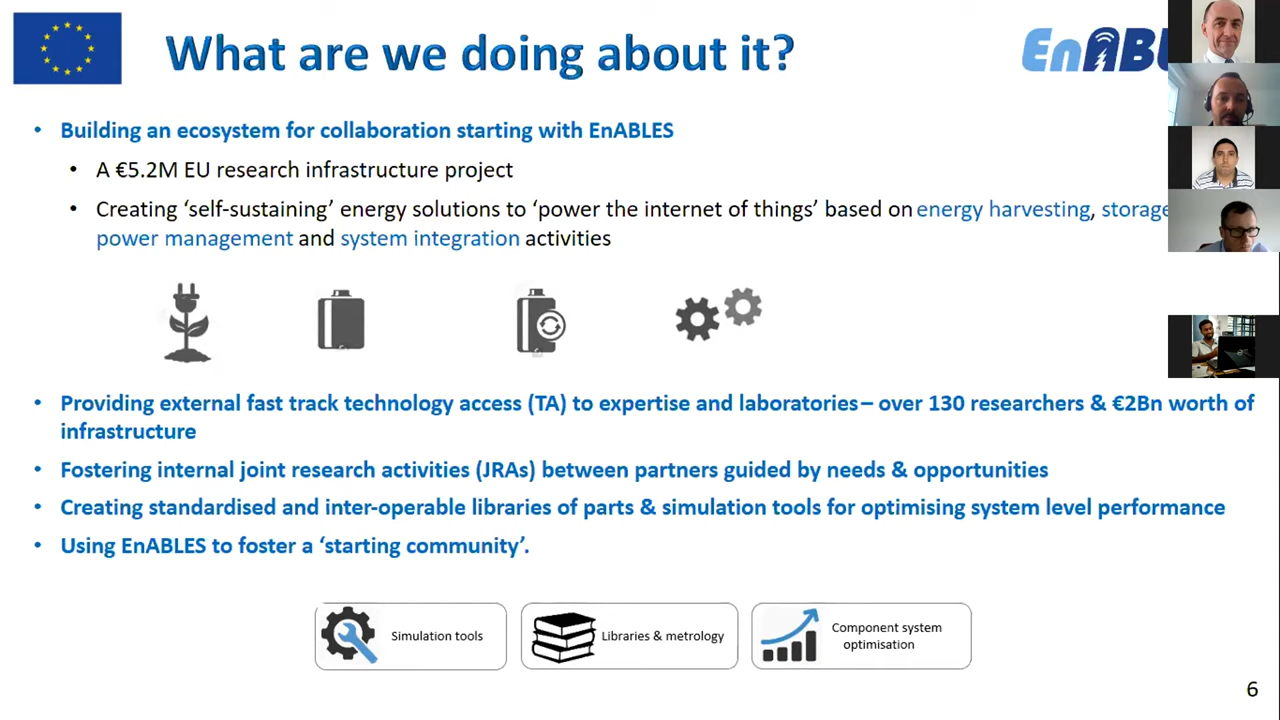 What are we doing about it?
EnABL
• Building an ecosystem for collaboration starting with EnABLES
• A €5.2M EU research infrastructure project
• Creating ‘self-sustaining’ energy solutions to ‘power the internet of things’ based on energy harvesting, storage
power management and system integration activities
• Providing external fast track technology access (TA) to expertise and laboratories – over 130 researchers & €2Bn worth of
infrastructure
• Fostering internal joint research activities (JRAs) between partners guided by needs & opportunities
• Creating standardised and inter-operable libraries of parts & simulation tools for optimising system level performance
• Using EnABLES to foster a ‘starting community’.
Simulation tools
Libraries & metrology
Component system
optimisation
6